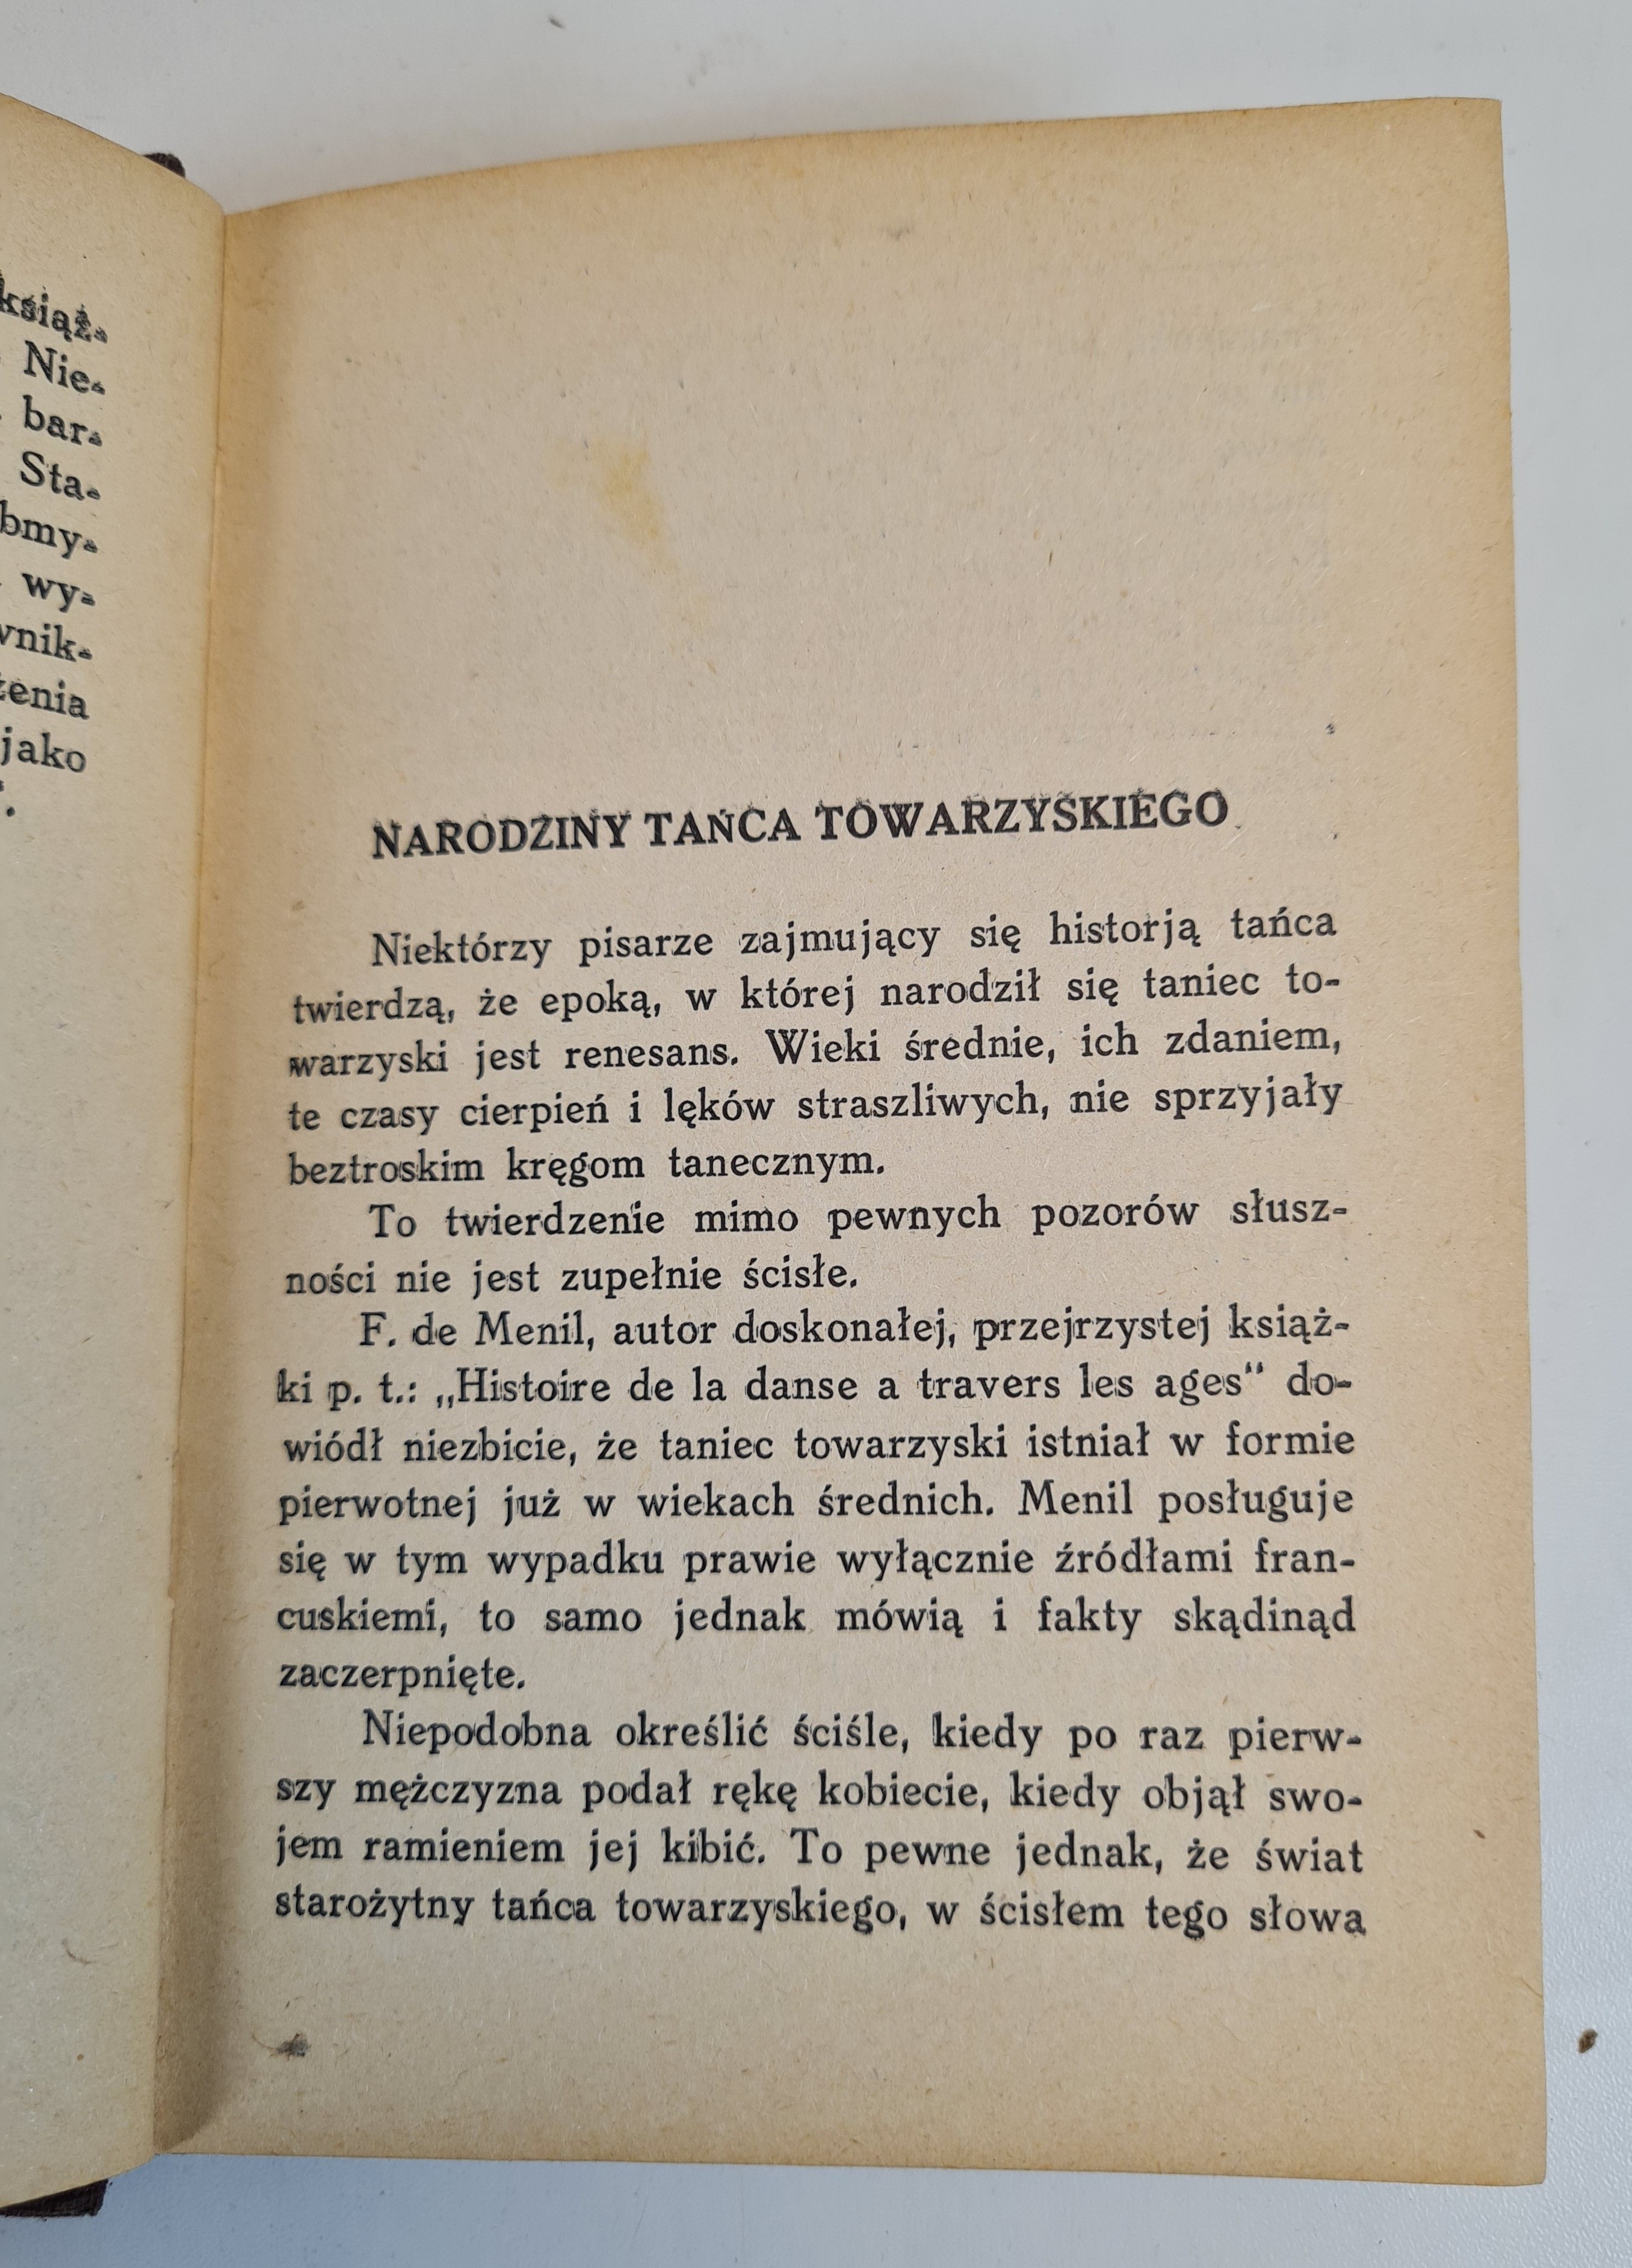 książ-
Nie-
bar-
Sta-
bmy-
wy-
wnik-
żenia
jako
NARODZINY TAŃCA TOWARZYSKIEGO
Niektórzy pisarze zajmujący się historją tańca
twierdzą, że epoką, w której narodził się taniec to-
warzyski jest renesans. Wieki średnie, ich zdaniem,
te czasy cierpień i lęków straszliwych, nie sprzyjały
beztroskim kręgom tanecznym.
To twierdzenie mimo pewnych pozorów słusz-
ności nie jest zupełnie ścisłe.
F. de Menil, autor doskonałej, przejrzystej książ-
ki p. t.: „Histoire de la danse a travers les ages“ do-
wiódł niezbicie, że taniec towarzyski istniał w formie
pierwotnej już w wiekach średnich. Menil posługuje
się w tym wypadku prawie wyłącznie źródłami fran-
cuskiemi, to samo jednak mówią i fakty skądinąd
zaczerpnięte.
Niepodobna określić ściśle, kiedy po raz pierw-
szy mężczyzna podał rękę kobiecie, kiedy objął swo-
jem ramieniem jej kibić. To pewne jednak, że świat
starożytny tańca towarzyskiego, w ścisłem tego słowa